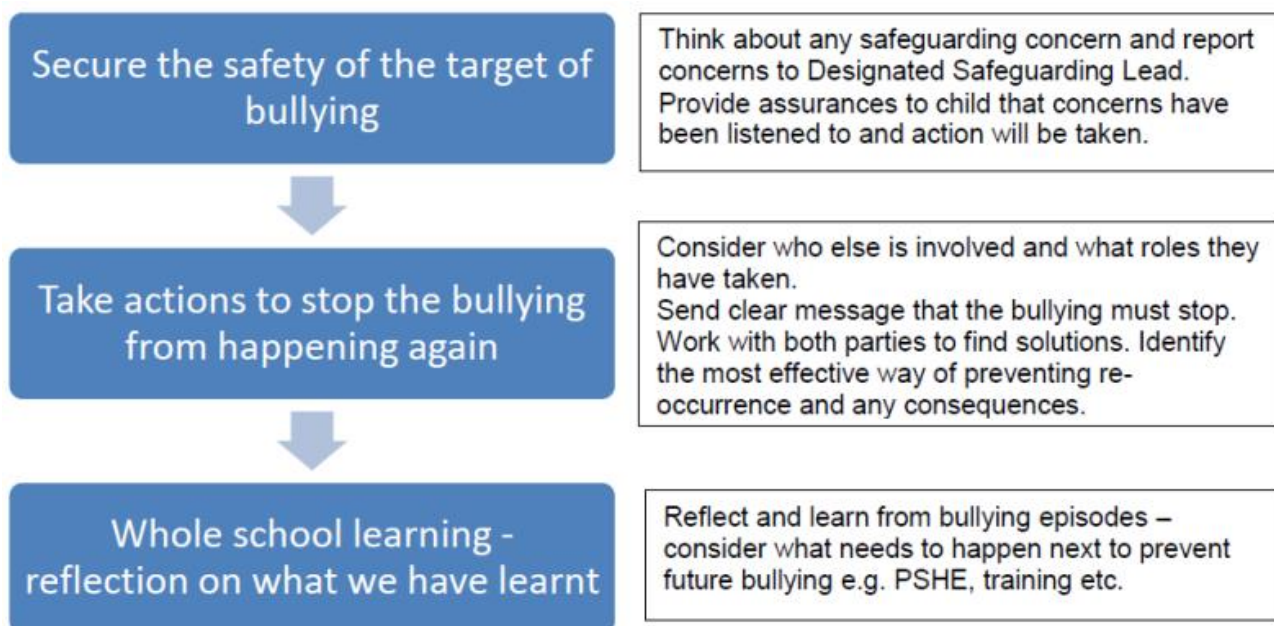 Secure the safety of the target of
bullying
Think about any safeguarding concern and report
concerns to Designated Safeguarding Lead.
Provide assurances to child that concerns have
been listened to and action will be taken.
Take actions to stop the bullying
from happening again
Consider who else is involved and what roles they
have taken.
Send clear message that the bullying must stop.
Work with both parties to find solutions. Identify
the most effective way of preventing re-
occurrence and any consequences.
Whole school learning -
reflection on what we have learnt
Reflect and learn from bullying episodes –
consider what needs to happen next to prevent
future bullying e.g. PSHE, training etc.